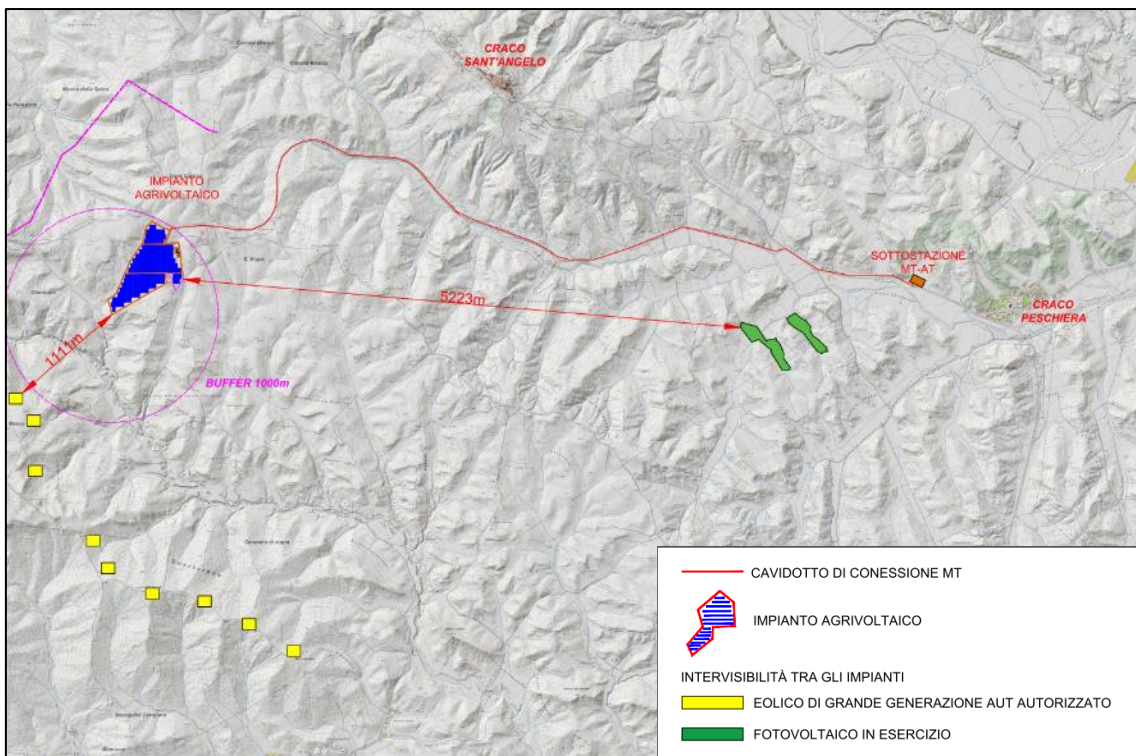 CRACO
SANT'ANGELO
IMPIANTO
AGRIVOLTAICO
SOTTOSTAZIONE
MT-AT
5223m
CRACO
PESCHIERA
1111m
BUFFER 1000m
CAVIDOTTO DI CONESSIONE MT
IMPIANTO AGRIVOLTAICO
INTERVISIBILITÀ TRA GLI IMPIANTI
EOLICO DI GRANDE GENERAZIONE AUT AUTORIZZATO
FOTOVOLTAICO IN ESERCIZIO